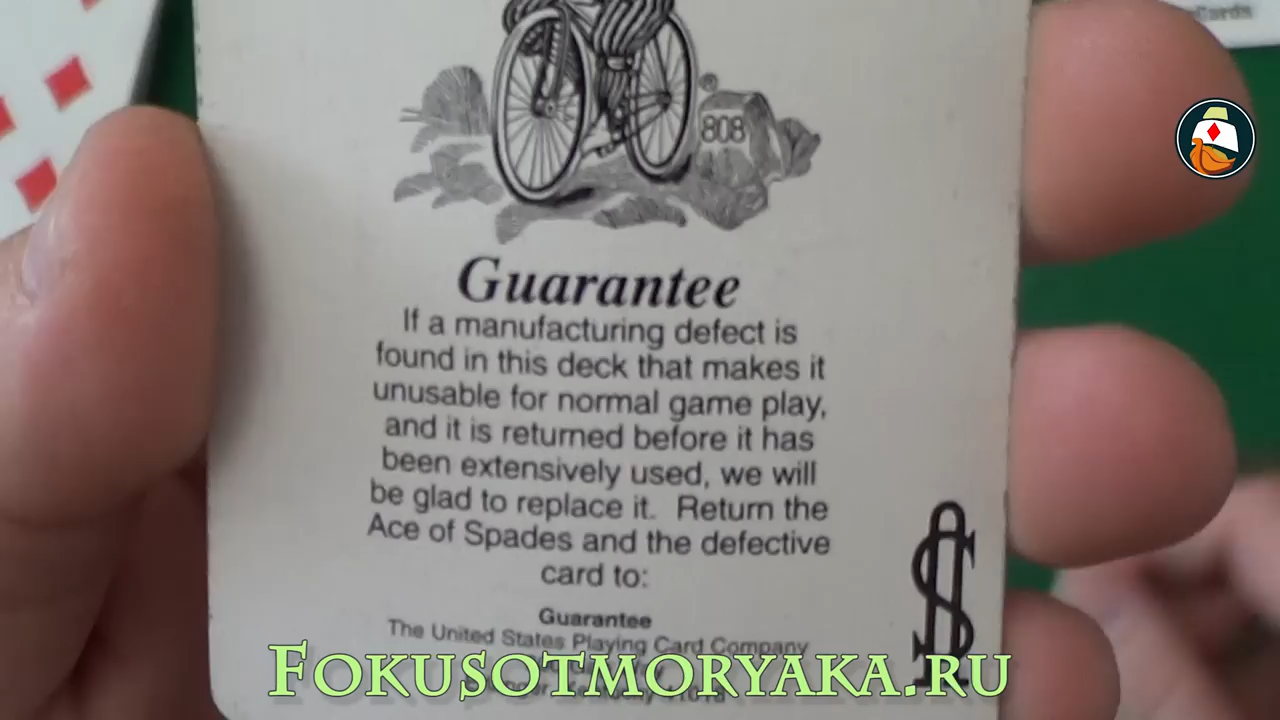 Cards
808
Guarantee
If a manufacturing defect is
found in this deck that makes it
unusable for normal game play,
and it is returned before it has
been extensively used, we will
be glad to replace it. Return the
Ace of Spades and the defective
card to:
Guarantee
The United States Playing Card Company
FOKUSOTMORYAKA.RU